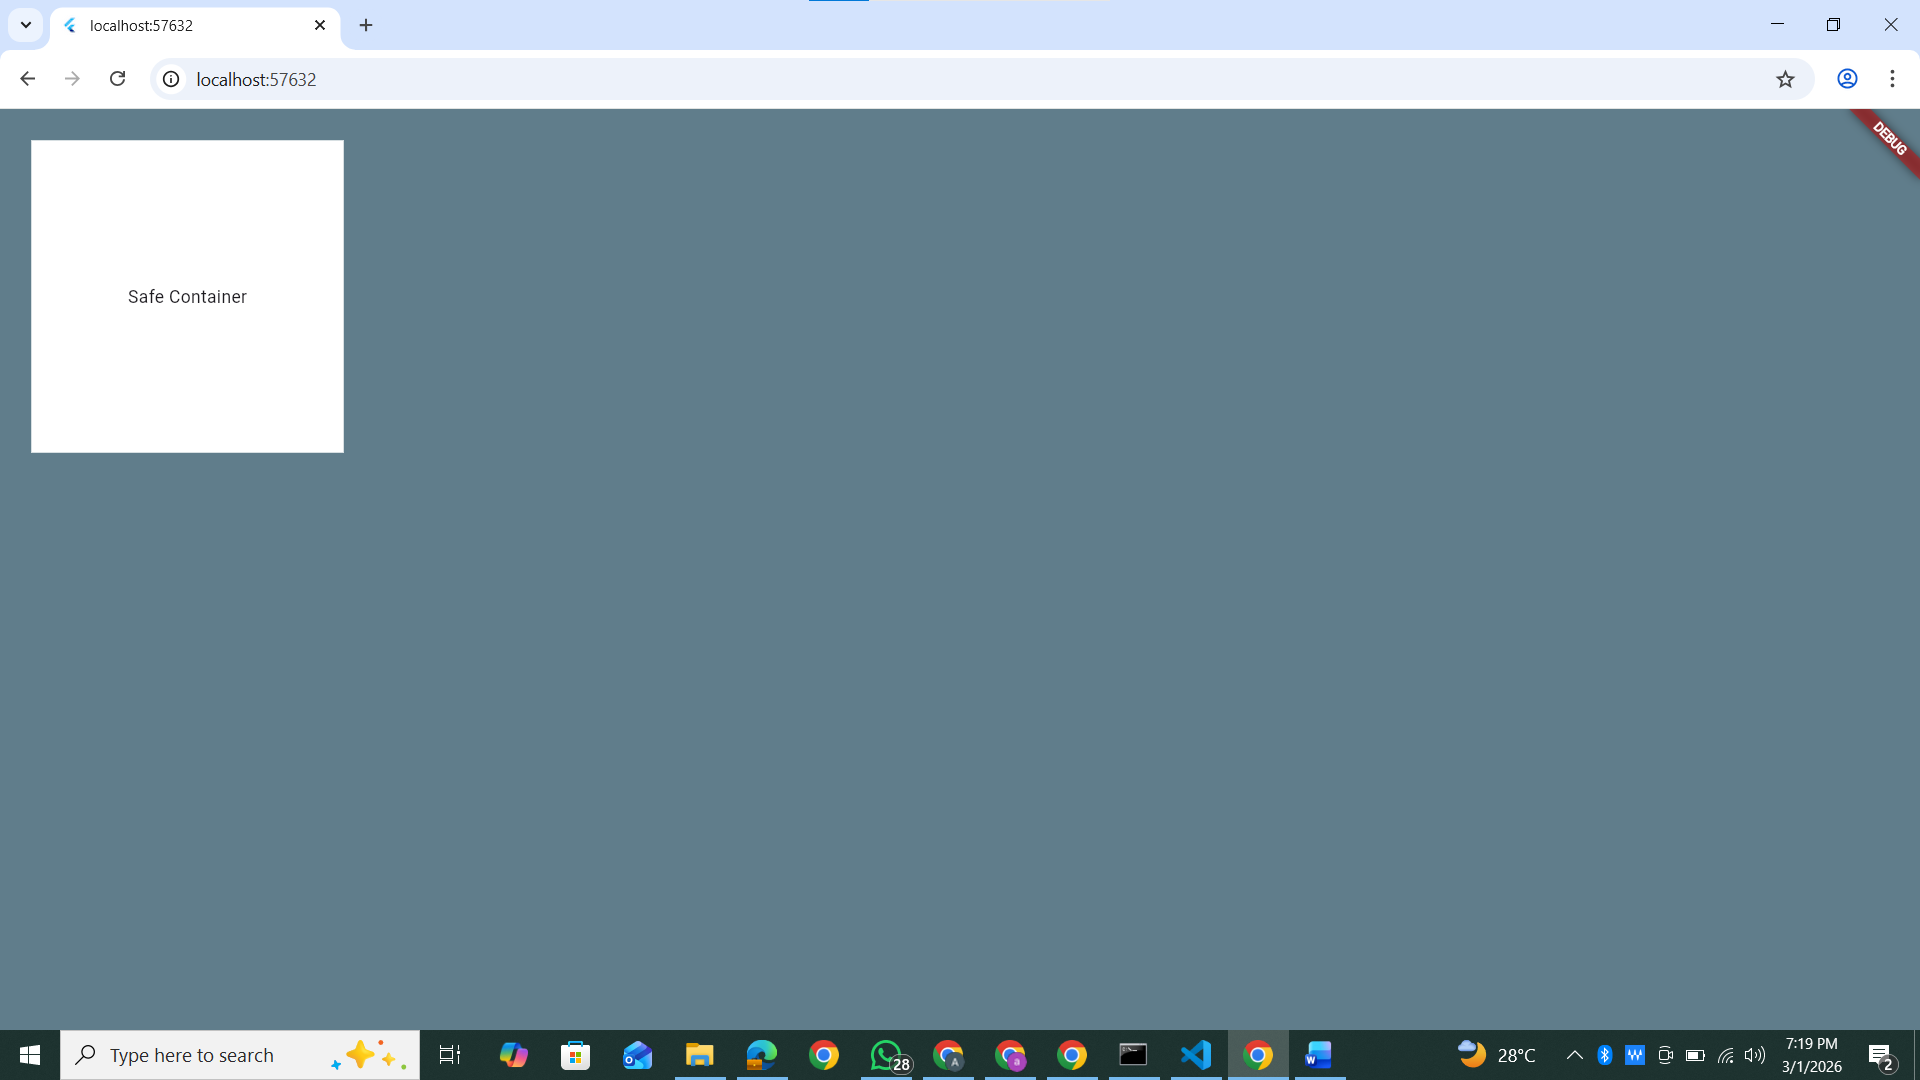 localhost:57632
localhost:57632
DEBUG
Safe Container
Type here to search
28
A
a
28°C
7:19 PM
3/1/2026
2